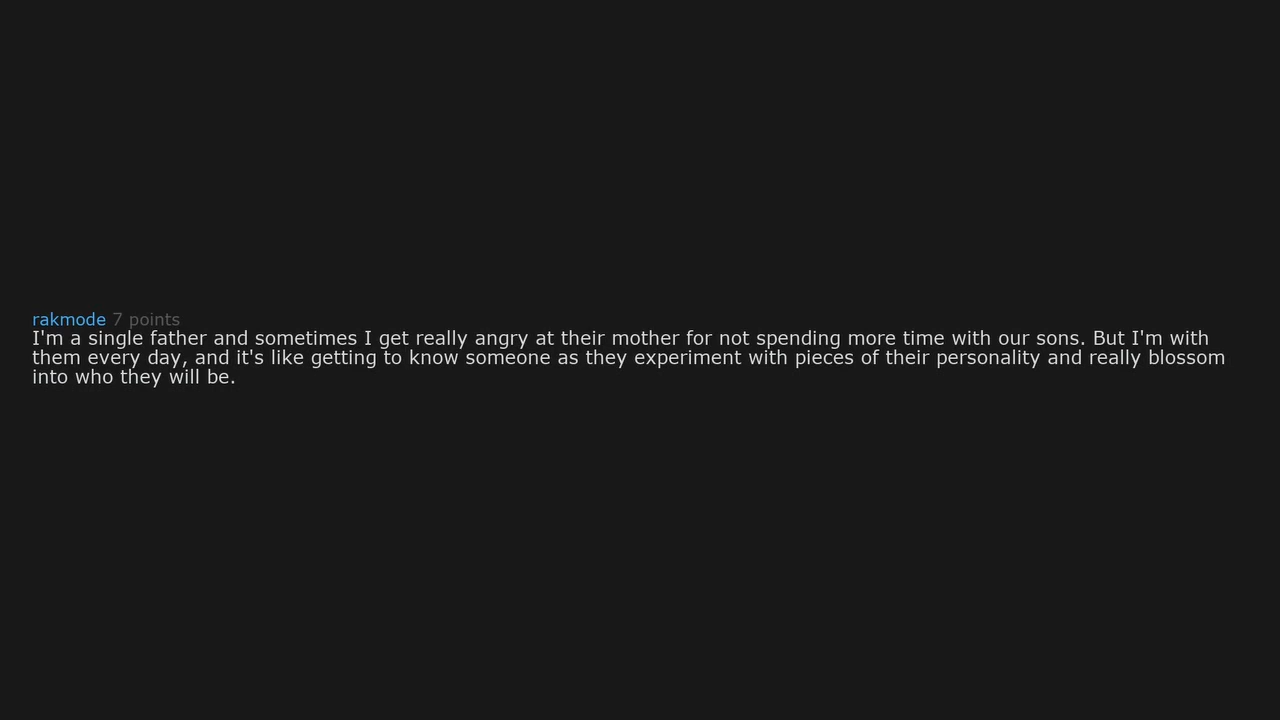 rakmode 7 points
I'm a single father and sometimes I get really angry at their mother for not spending more time with our sons. But I'm with
them every day, and it's like getting to know someone as they experiment with pieces of their personality and really blossom
into who they will be.